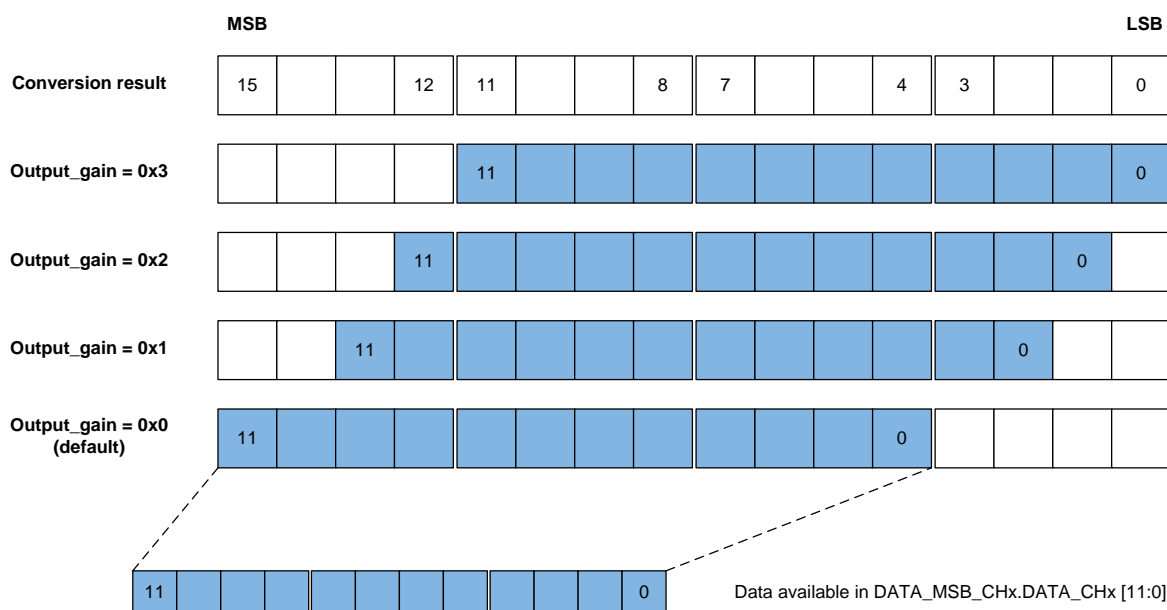 MSB LSB
Conversion result 15 12 11 8 7 4 3 0
Output_gain = 0x3 11 0
Output_gain = 0x2 11 0
Output_gain = 0x1 11 0
Output_gain = 0x0
(default) 11 0
11 0 Data available in DATA_MSB_CHx.DATA_CHx [11:0]